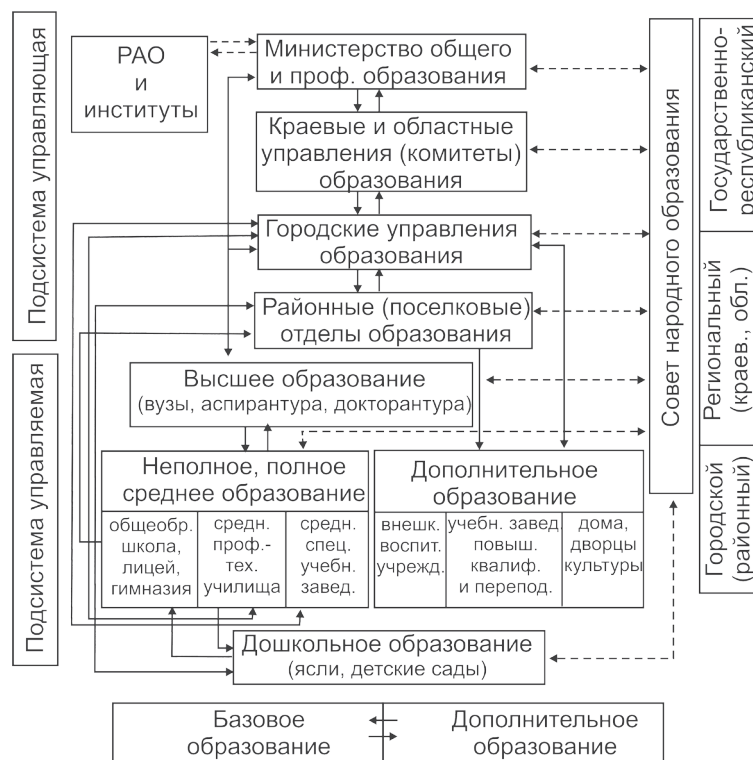 Подсистема управляющая
РАО
и
институты
Министерство общего
и проф. образования
Краевые и областные
управления (комитеты)
образования
Городские управления
образования
Районные (поселковые)
отделы образования
Совет народного образования
Государственно-
республиканский
Региональный
(краев., обл.)
Городской
(районный)
Подсистема управляемая
Высшее образование
(вузы, аспирантура, докторантура)
Неполное, полное
среднее образование
общеобр.
школа,
лицей,
гимназия
средн.
проф.-
тех.
училища
средн.
спец.
учебн.
завед.
Дополнительное
образование
внешк.
воспит.
учрежд.
учебн. завед.
повыш.
квалиф.
и перепод.
дома,
дворцы
культуры
Дошкольное образование
(ясли, детские сады)
Базовое
образование
Дополнительное
образование